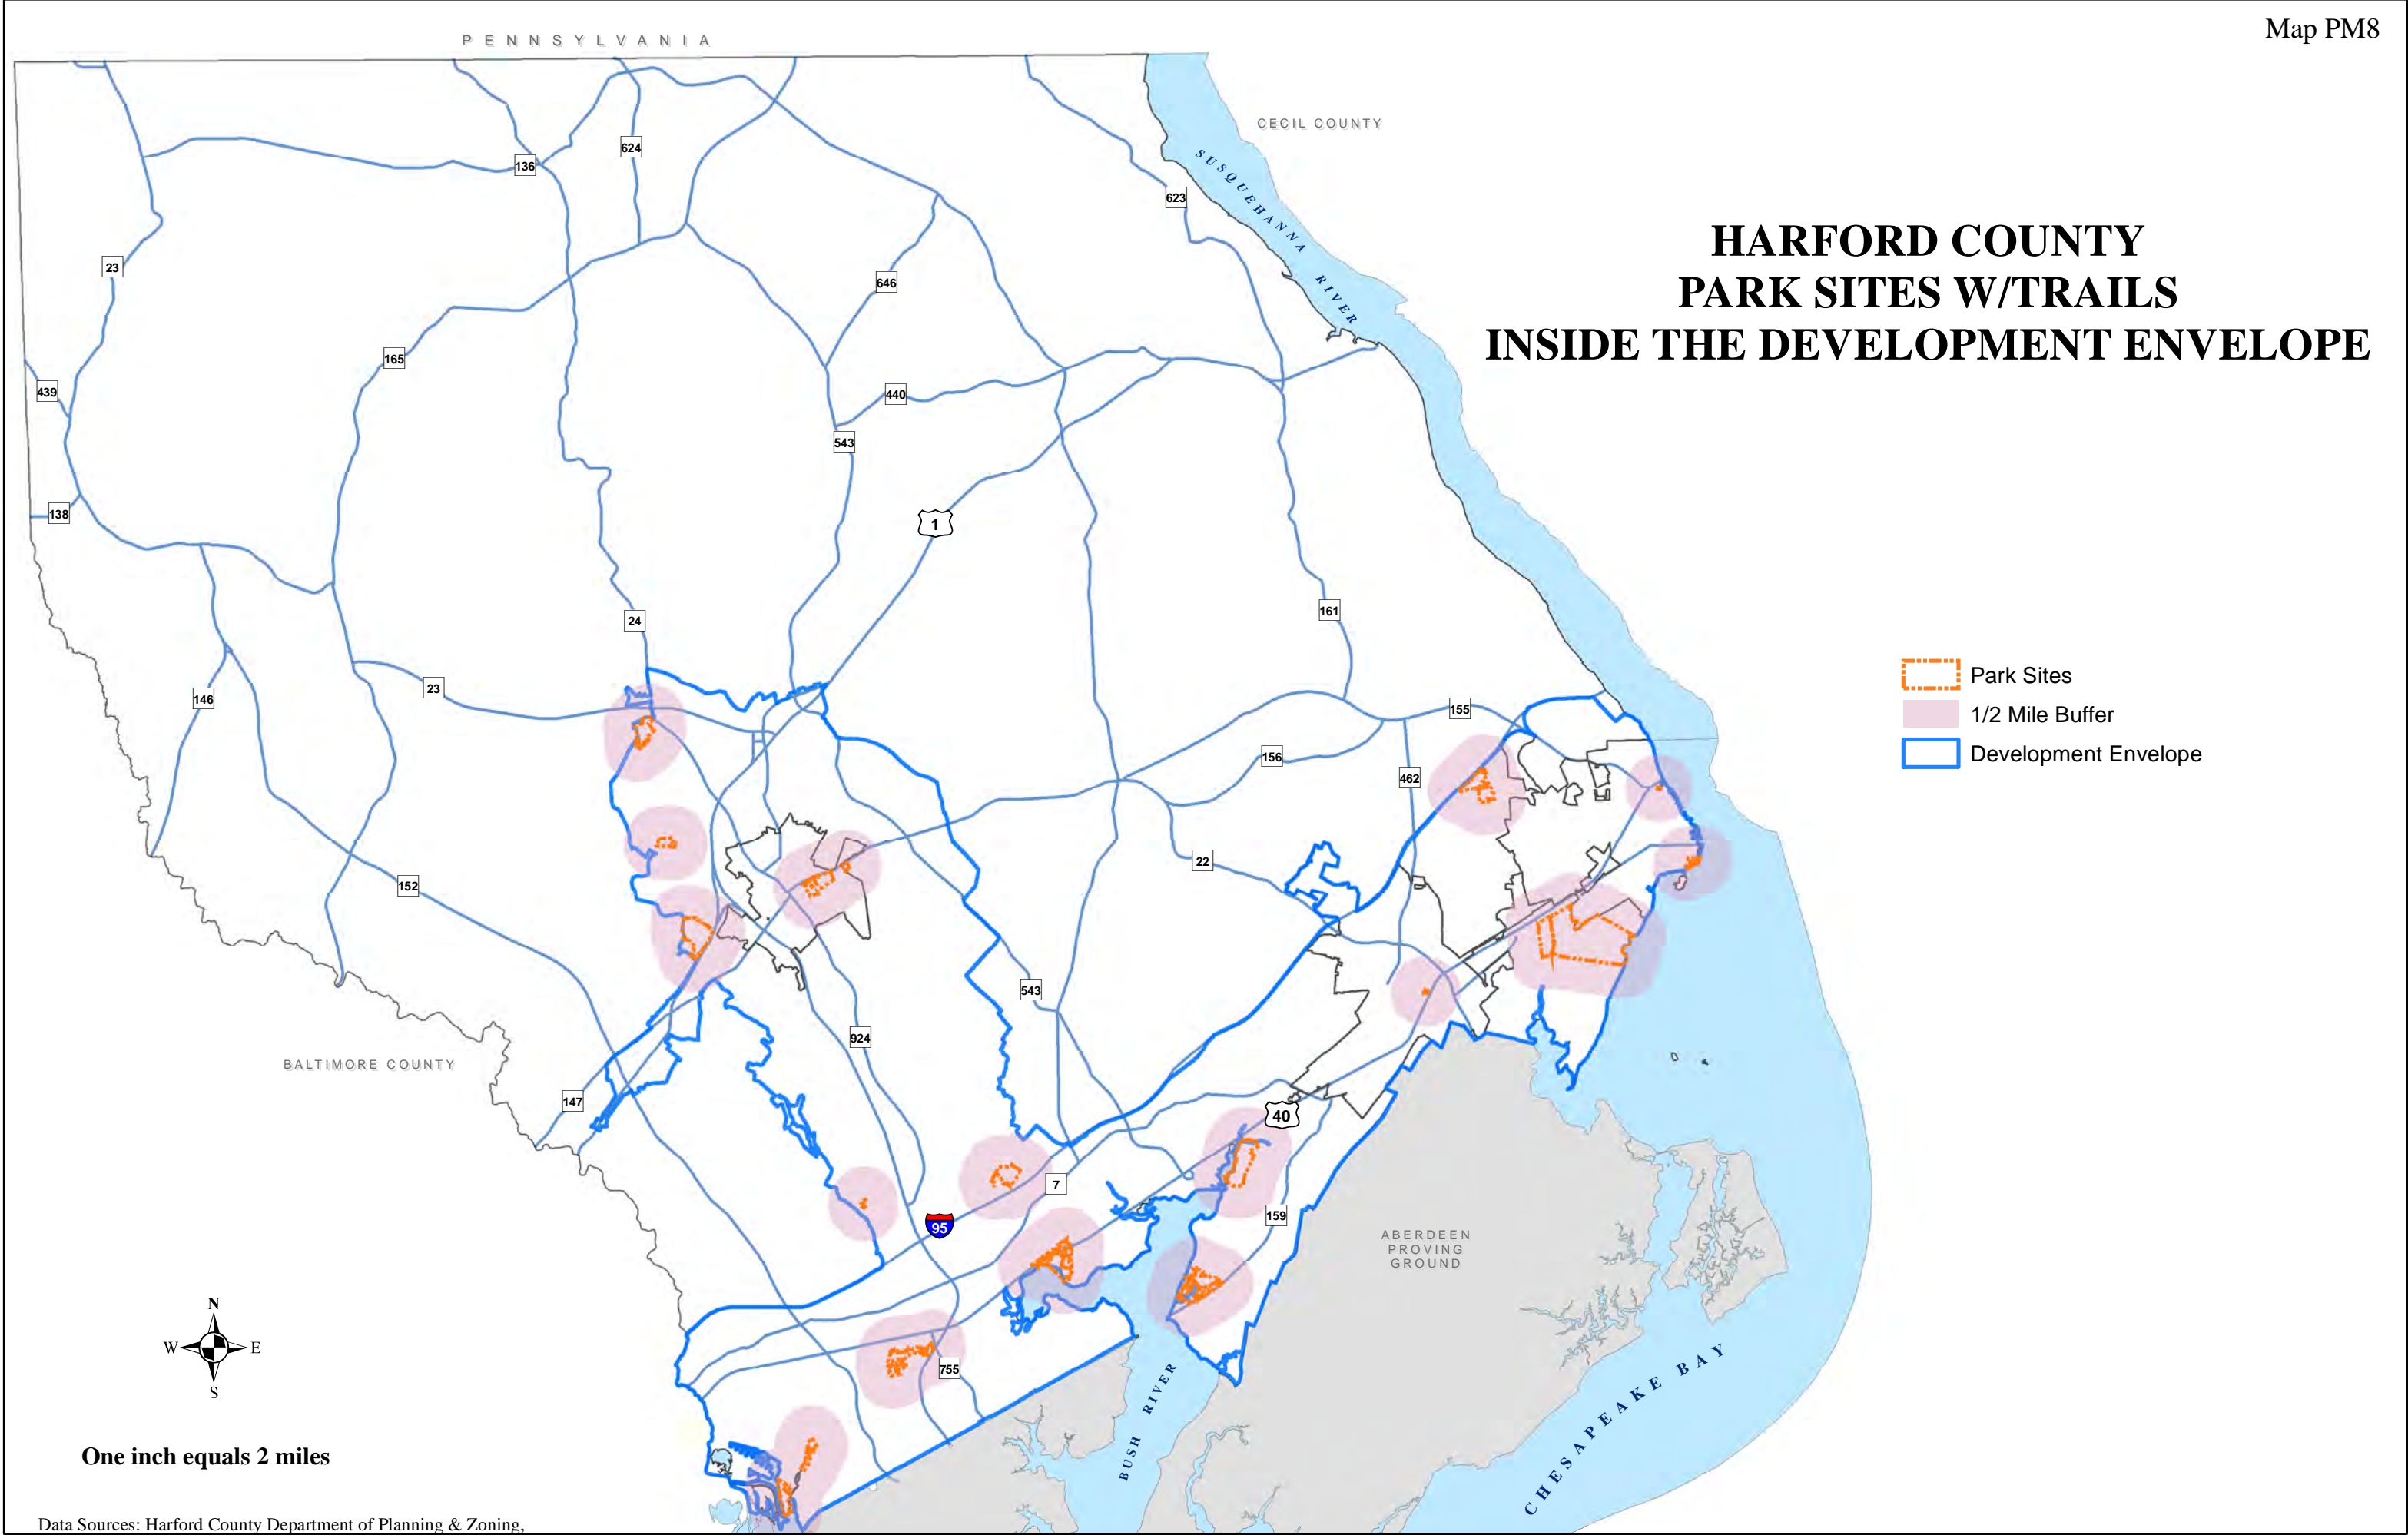 Map PM8
PENNSYLVANIA
CECIL COUNTY
SUSQUEHANNA RIVER
HARFORD COUNTY
PARK SITES W/TRAILS
INSIDE THE DEVELOPMENT ENVELOPE
136
624
623
23
646
165
439
440
543
1
138
161
24
Park Sites
23
146
155
1/2 Mile Buffer
156
Development Envelope
462
22
152
543
924
BALTIMORE COUNTY
147
40
7
159
95
ABERDEEN
PROVING
GROUND
N
W E
S
755
BUSH RIVER
CHESAPEAKE BAY
One inch equals 2 miles
Data Sources: Harford County Department of Planning & Zoning,